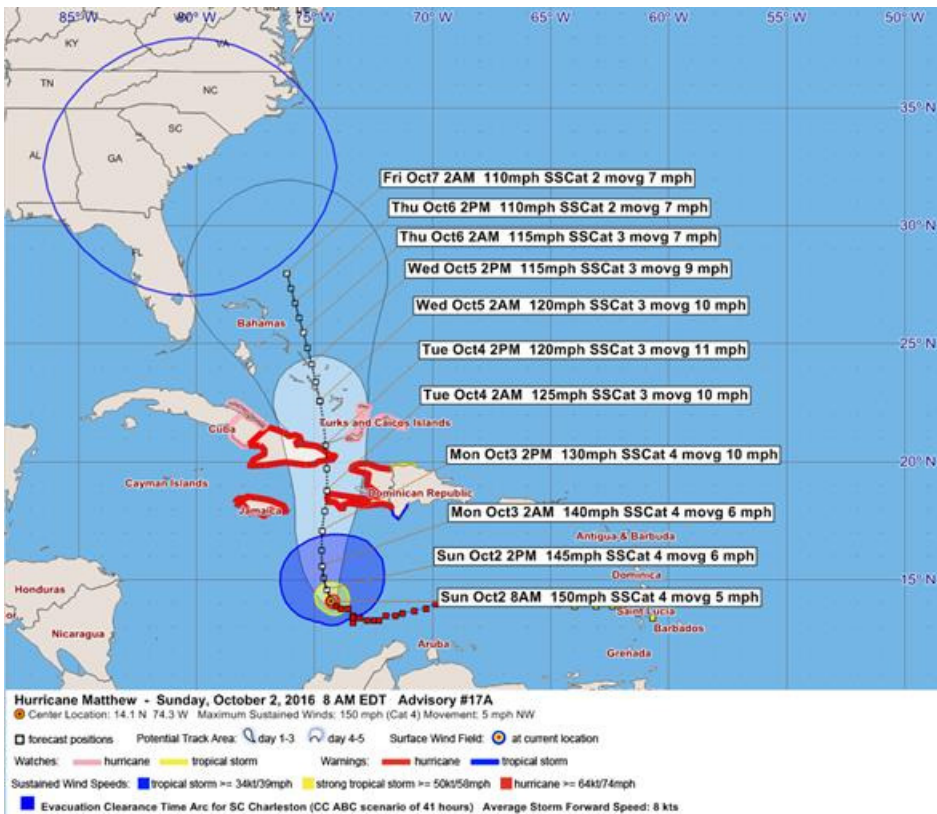 85° W 80° W 75° W 70° W 65° W 60° W 55° W 50° W
KY
VA
TN
NC
35° N
SC
AL
GA
Fri Oct7 2AM 110mph SSCat 2 movg 7 mph
Thu Oct6 2PM 110mph SSCat 2 movg 7 mph
30° N
Thu Oct6 2AM 115mph SSCat 3 movg 7 mph
FL
Wed Oct5 2PM 115mph SSCat 3 movg 9 mph
Wed Oct5 2AM 120mph SSCat 3 movg 10 mph
Bahamas
25° N
Tue Oct4 2PM 120mph SSCat 3 movg 11 mph
Tue Oct4 2AM 125mph SSCat 3 movg 10 mph
Cuba
Turks and Caicos Islands
Mon Oct3 2PM 130mph SSCat 4 movg 10 mph
20° N
Cayman Islands
Dominican Republic
Jamaica
Mon Oct3 2AM 140mph SSCat 4 movg 6 mph
Antigua & Barbuda
Sun Oct2 2PM 145mph SSCat 4 movg 6 mph
Dominica
15° N
Honduras
Sun Oct2 8AM 150mph SSCat 4 movg 5 mph
Saint Lucia
or
Barbados
Nicaragua
Aruba
Grenada
Hurricane Matthew - Sunday, October 2, 2016 8 AM EDT Advisory #17A
Center Location: 14.1 N 74.3 W Maximum Sustained Winds: 150 mph (Cat 4) Movement: 5 mph NW
forecast positions Potential Track Area: day 1-3 day 4-5 Surface Wind Field: at current location
Watches: hurricane tropical storm Warnings: hurricane tropical storm
Sustained Wind Speeds: tropical storm >= 34kt/39mph strong tropical storm >= 50kt/58mph hurricane >= 64kt/74mph
Evacuation Clearance Time Arc for SC Charleston (CC ABC scenario of 41 hours) Average Storm Forward Speed: 8 kts